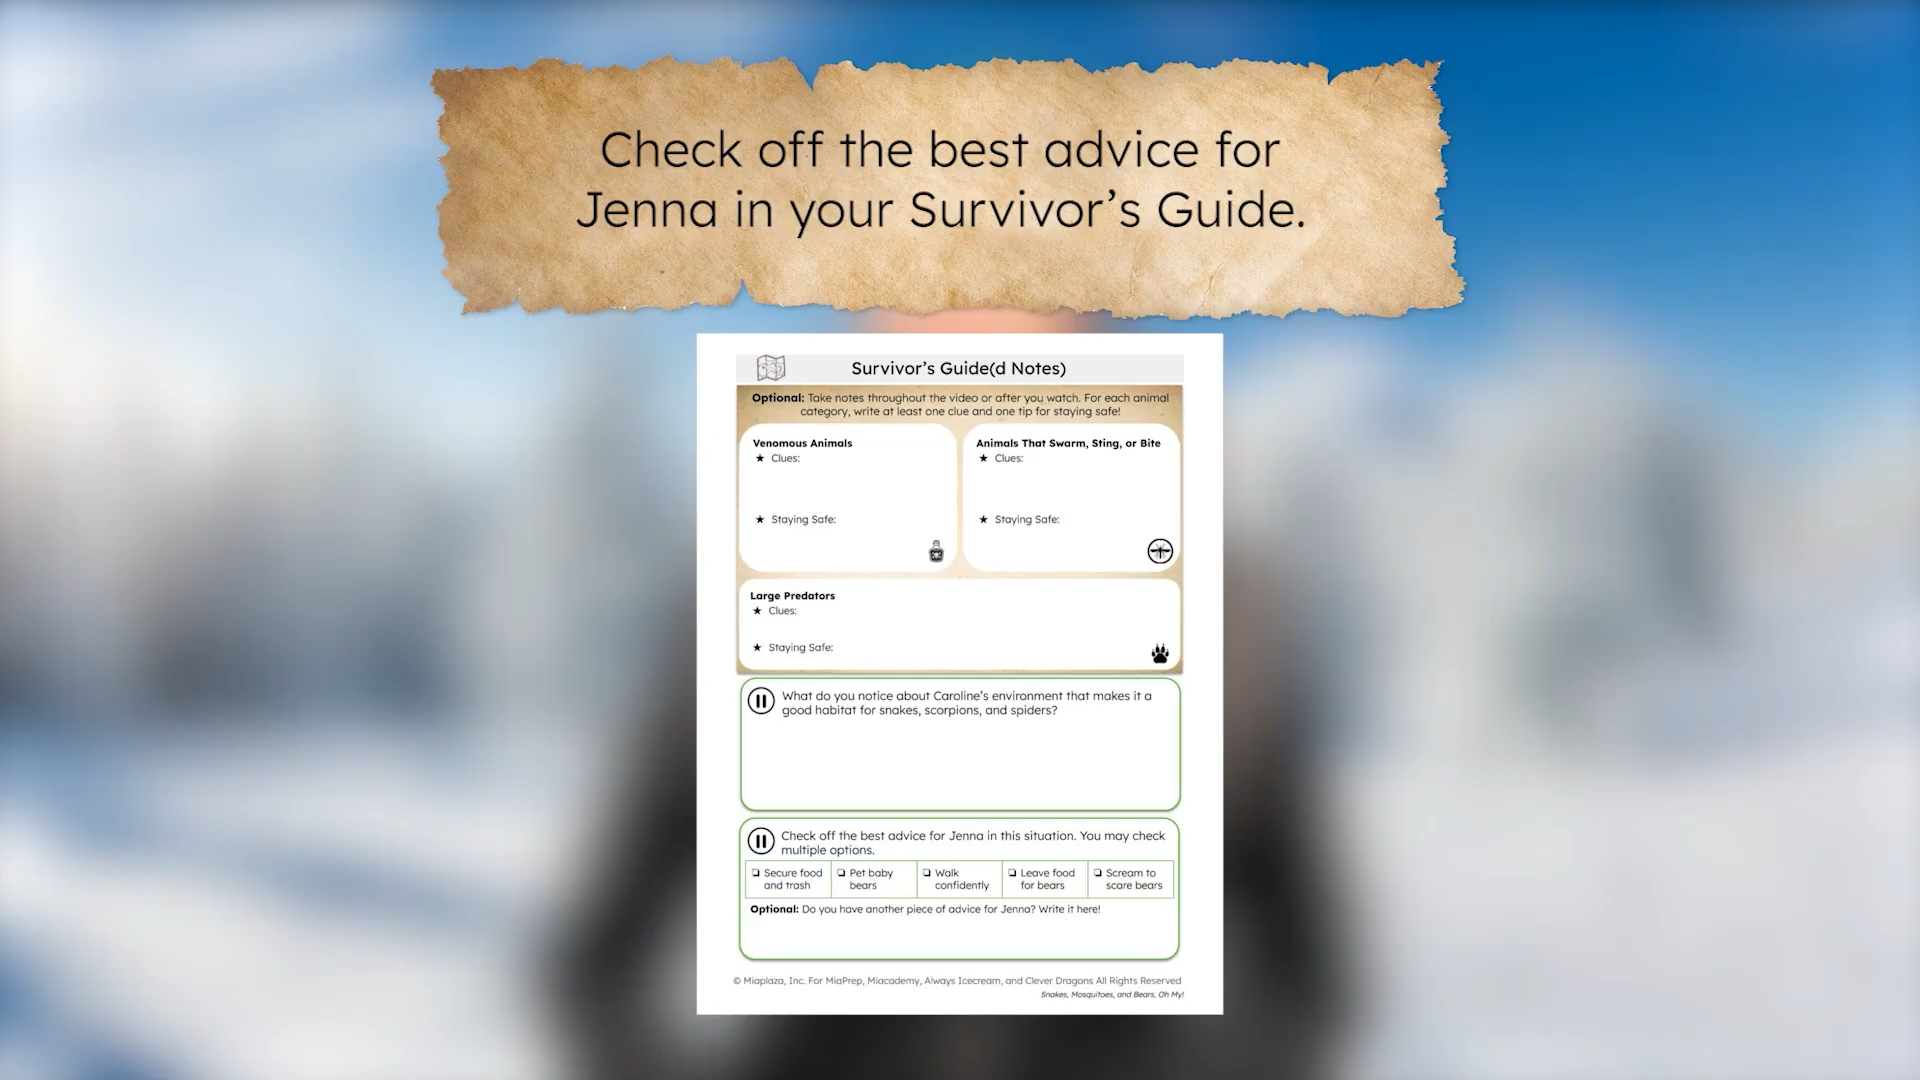 Check off the best advice for
Jenna in your Survivor’s Guide.
Survivor’s Guide(d Notes)
Optional: Take notes throughout the video or after you watch. For each animal
category, write at least one clue and one tip for staying safe!
Venomous Animals
★ Clues:
★ Staying Safe:
Animals That Swarm, Sting, or Bite
★ Clues:
★ Staying Safe:
Large Predators
★ Clues:
★ Staying Safe:
What do you notice about Caroline’s environment that makes it a
good habitat for snakes, scorpions, and spiders?
Check off the best advice for Jenna in this situation. You may check
multiple options.
❏ Secure food
and trash
❏ Pet baby
bears
❏ Walk
confidently
❏ Leave food
for bears
❏ Scream to
scare bears
Optional: Do you have another piece of advice for Jenna? Write it here!
© Miaplaza, Inc. For MiaPrep, Miacademy, Always Icecream, and Clever Dragons All Rights Reserved
Snakes, Mosquitoes, and Bears, Oh My!